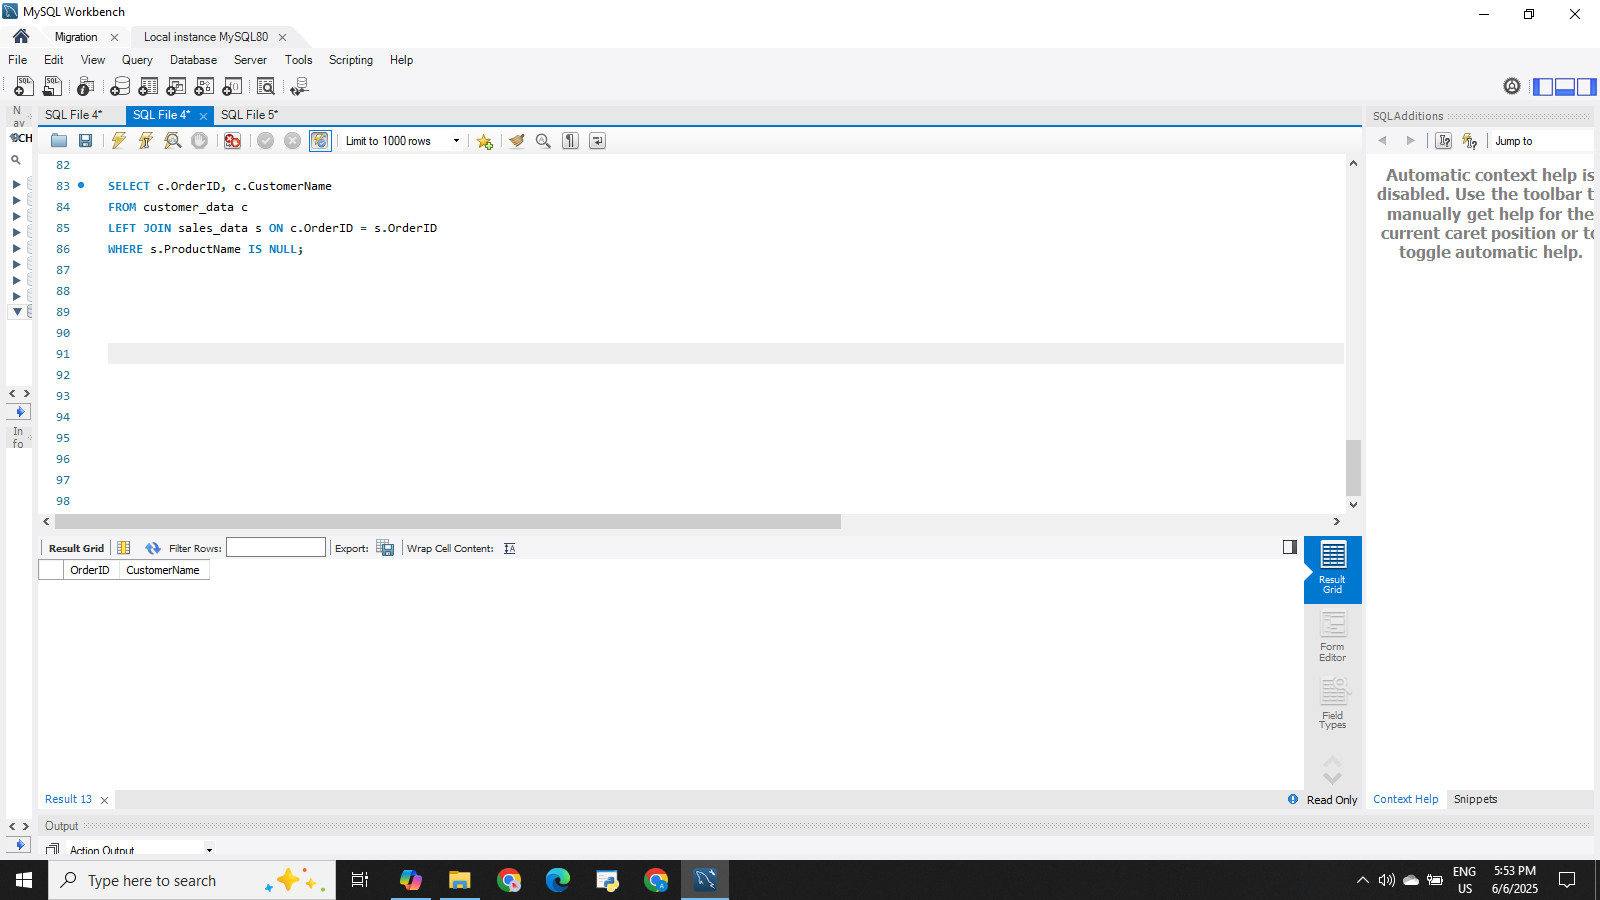 MySQL Workbench
Migration
Local instance MySQL80
File Edit View Query Database Server Tools Scripting Help
N
av
SQL File 4*
SQL File 4*
SQL File 5*
SQLAdditions
CH
Limit to 1000 rows
Jump to
82
83 SELECT c.OrderID, c.CustomerName
84 FROM customer_data c
85 LEFT JOIN sales_data s ON c.OrderID = s.OrderID
86 WHERE s.ProductName IS NULL;
87
88
89
90
91
92
93
94
95
96
97
98
Automatic context help is
disabled. Use the toolbar t
manually get help for the
current caret position or to
toggle automatic help.
In
fo
Result Grid
Filter Rows:
Export:
Wrap Cell Content:
OrderID CustomerName
Result
Grid
Form
Editor
Field
Types
Result 13
Read Only
Context Help
Snippets
Output
Action Output
Type here to search
ENG
US
5:53 PM
6/6/2025